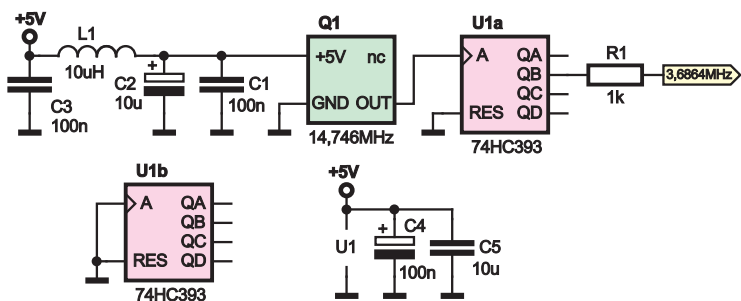 +5V
L1
10uH
C3
100n
+
C2
10u
C1
100n
Q1
+5V nc
GND OUT
14,746MHz
U1a
A QA
QB
QC
RES QD
74HC393
R1
1k
3,6864MHz
U1b
A QA
QB
QC
RES QD
74HC393
+5V
U1
+
C4
100n
C5
10u